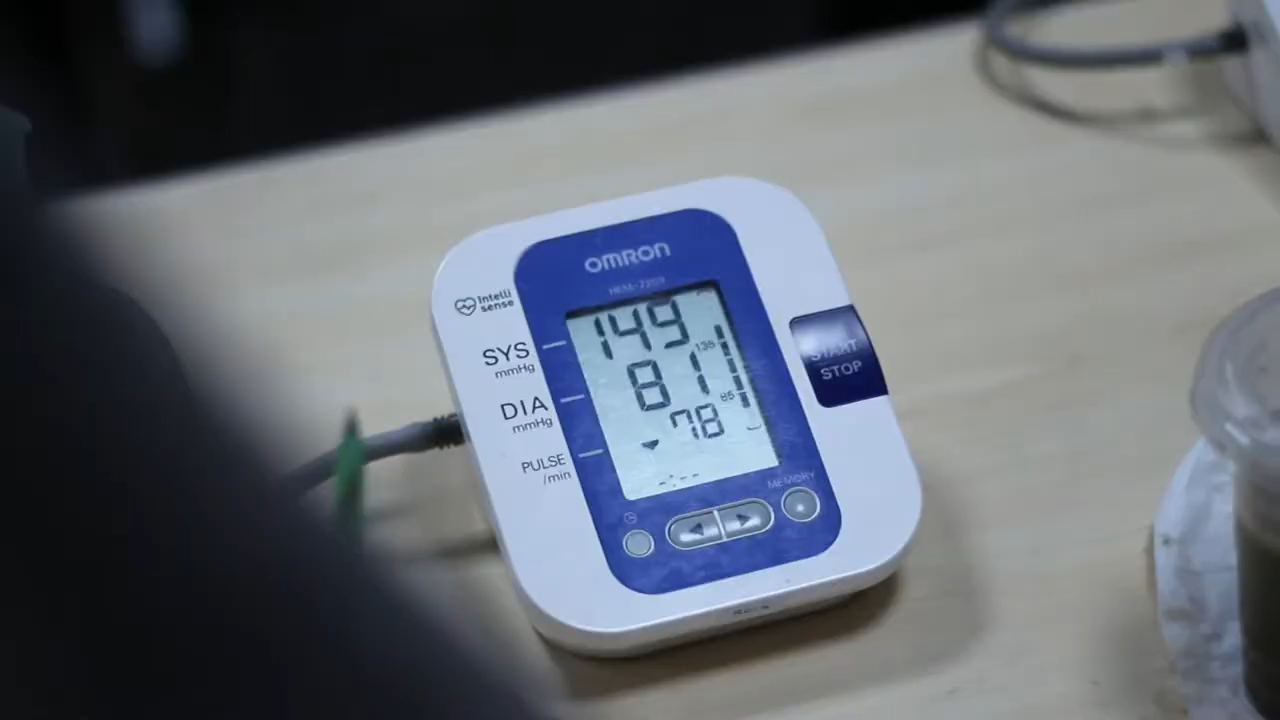 OMRON
Intelli
sense
149
SYS
mmHg
135
START
STOP
81
DIA
mmHg
85
78
PULSE
/min
-:--
MEMORY